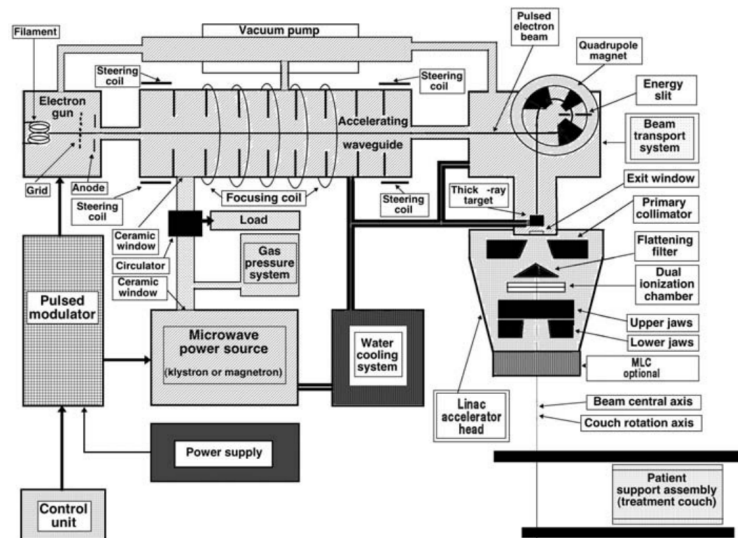 Filament
Vacuum pump
Pulsed
electron
beam
Quadrupole
magnet
Steering
coil
Steering
coil
Energy
slit
Electron
gun
Accelerating
waveguide
Beam
transport
system
Grid
Anode
Steering
coil
Focusing coil
Steering
coil
Thick -ray
target
Exit window
Primary
collimator
Ceramic
window
Load
Circulator
Gas
pressure
system
Flattening
filter
Ceramic
window
Dual
ionization
chamber
Pulsed
modulator
Microwave
power source
(klystron or magnetron)
Water
cooling
system
Upper jaws
Lower jaws
MLC
optional
Linac
accelerator
head
Beam central axis
Couch rotation axis
Power supply
Patient
support assembly
(treatment couch)
Control
unit